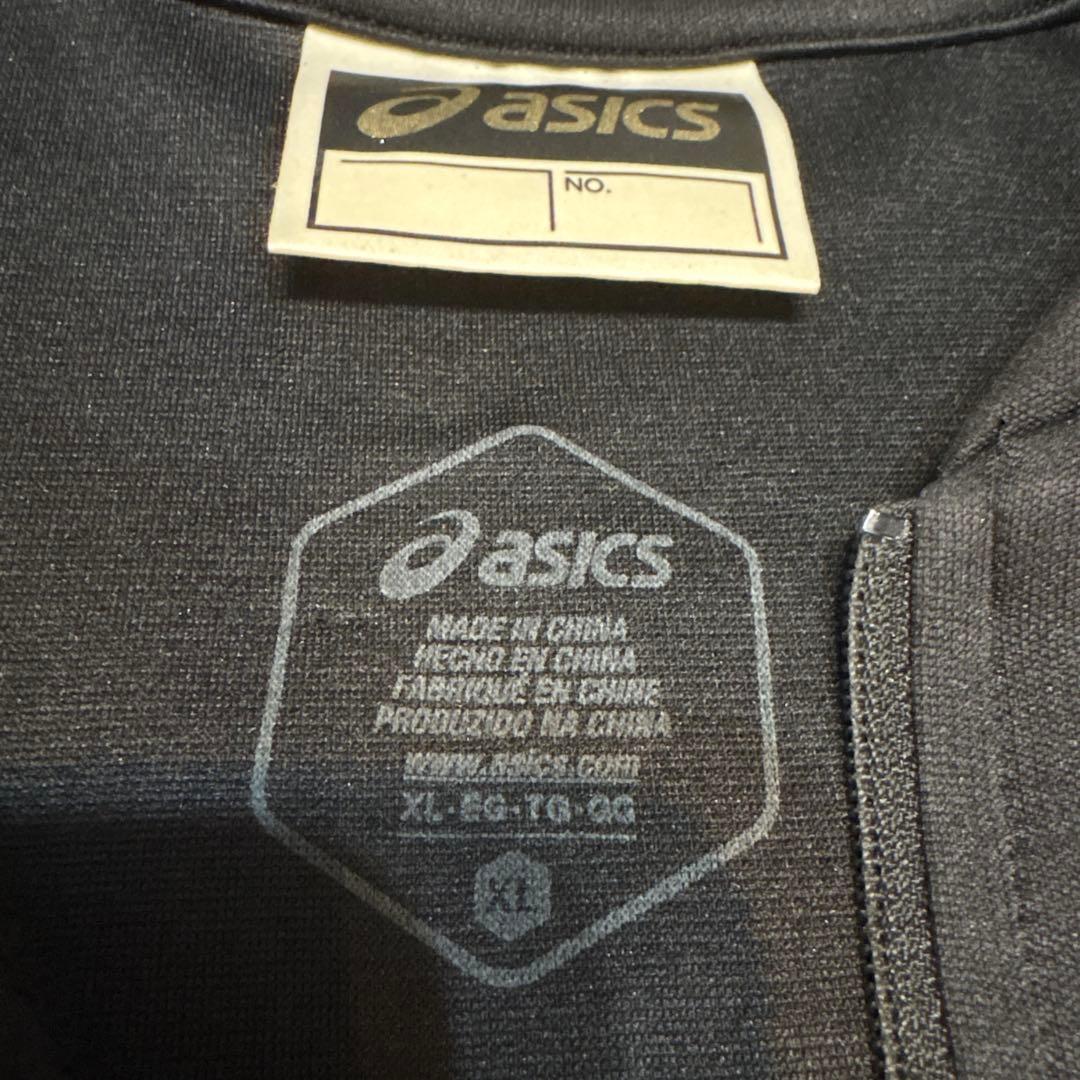 asics
NO.
asics
MADE IN CHINA
HECHO EN CHINA
FABRIQUÉ EN CHINE
PRODUZIDO NA CHINA
www.asics.com
XL-EG-TG-GG
XL